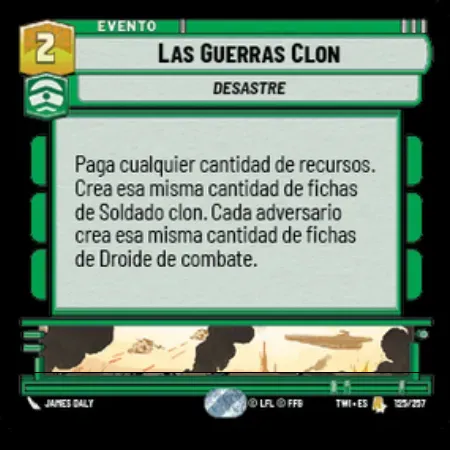 EVENTO
2
LAS GUERRAS CLON
DESASTRE
Paga cualquier cantidad de recursos.
Crea esa misma cantidad de fichas
de Soldado clon. Cada adversario
crea esa misma cantidad de fichas
de Droide de combate.
JAMES DALY
© LFL © FFG
TWI • ES
125/257